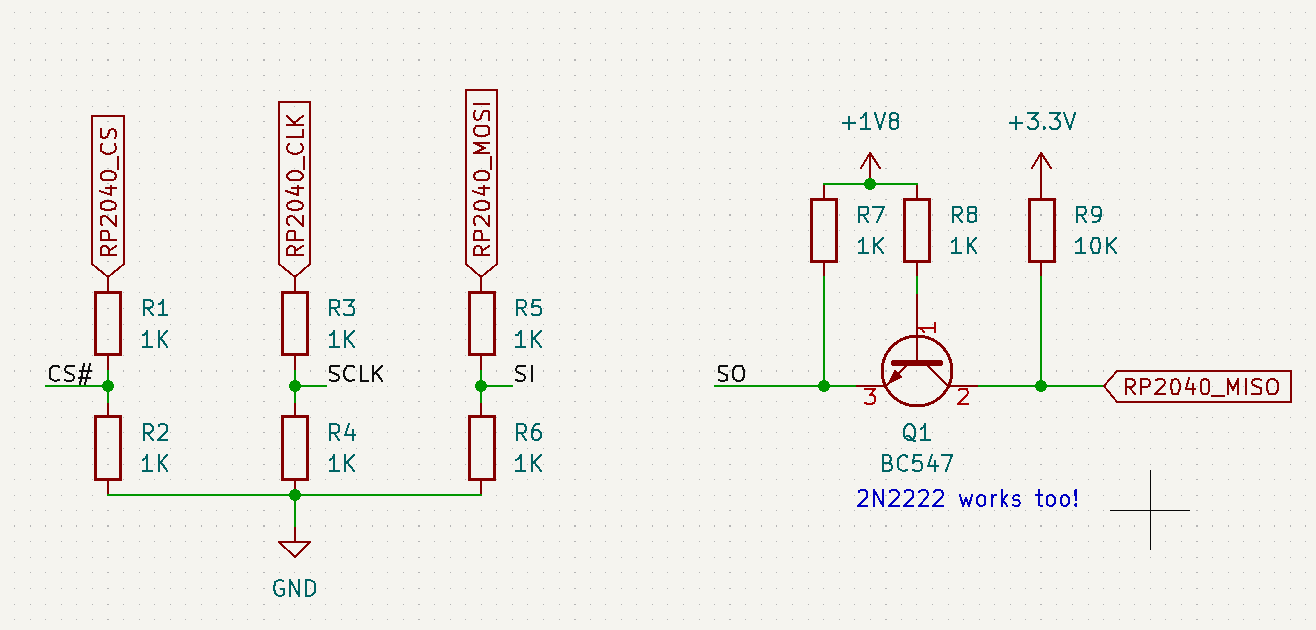 RP2040_CS
RP2040_CLK
RP2040_MOSI
R1
1K
R3
1K
R5
1K
CS#
SCLK
SI
R2
1K
R4
1K
R6
1K
GND
+1V8
+3.3V
R7
1K
R8
1K
R9
10K
1
SO
3
2
RP2040_MISO
Q1
BC547
2N2222 works too!